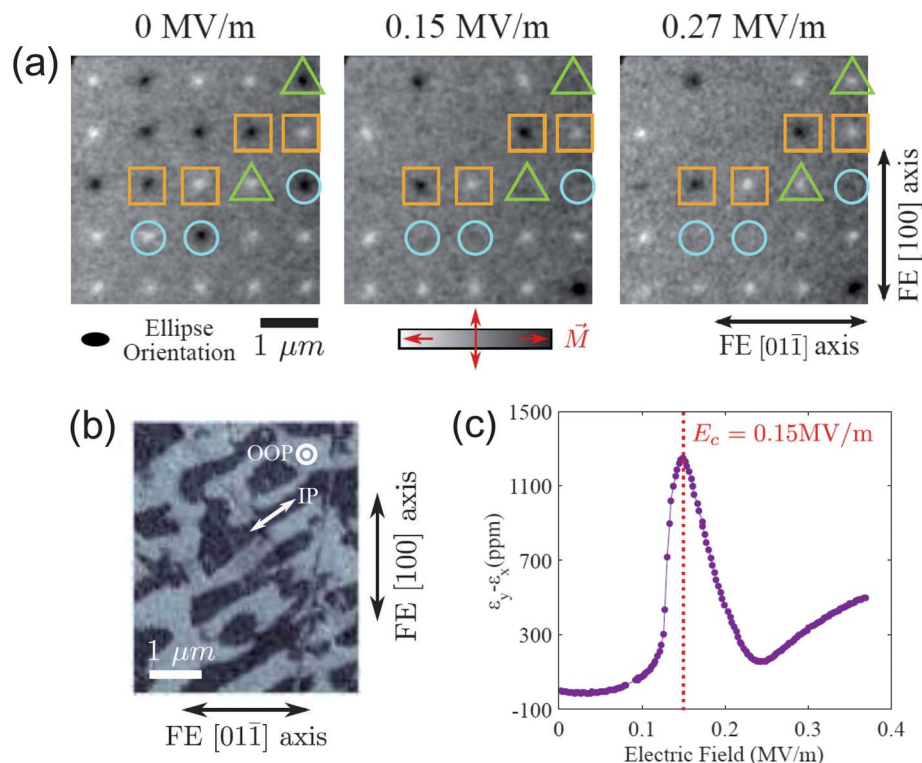 (a)
0 MV/m
0.15 MV/m
0.27 MV/m
FE [100] axis
Ellipse
Orientation
1 μm
M⃗
FE [011̄] axis
(b)
OOP
IP
1 μm
FE [100] axis
FE [011̄] axis
(c)
E_c = 0.15MV/m
ε_y-ε_x(ppm)
1500
1100
700
300
-100
0
0.1
0.2
0.3
0.4
Electric Field (MV/m)